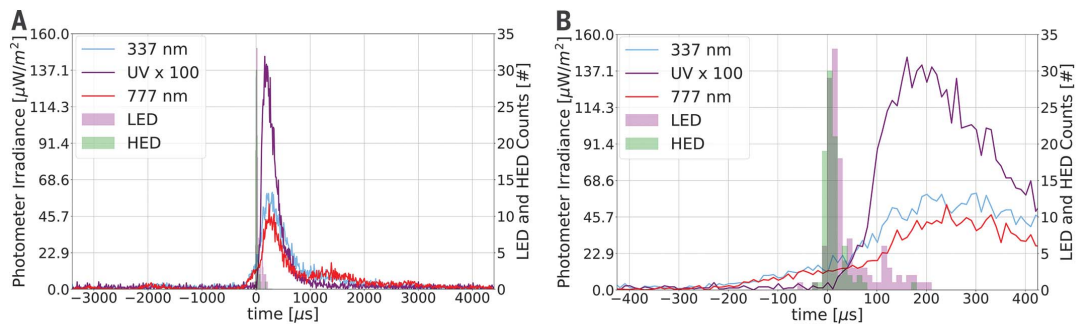 A
Photometer Irradiance [μW/m²]
160.0
137.1
114.3
91.4
68.6
45.7
22.9
0.0
337 nm
UV x 100
777 nm
LED
HED
35
30
25
20
15
10
5
0
LED and HED Counts [#]
−3000 −2000 −1000 0 1000 2000 3000 4000
time [μs]
B
Photometer Irradiance [μW/m²]
160.0
137.1
114.3
91.4
68.6
45.7
22.9
0.0
337 nm
UV x 100
777 nm
LED
HED
35
30
25
20
15
10
5
0
LED and HED Counts [#]
−400 −300 −200 −100 0 100 200 300 400
time [μs]